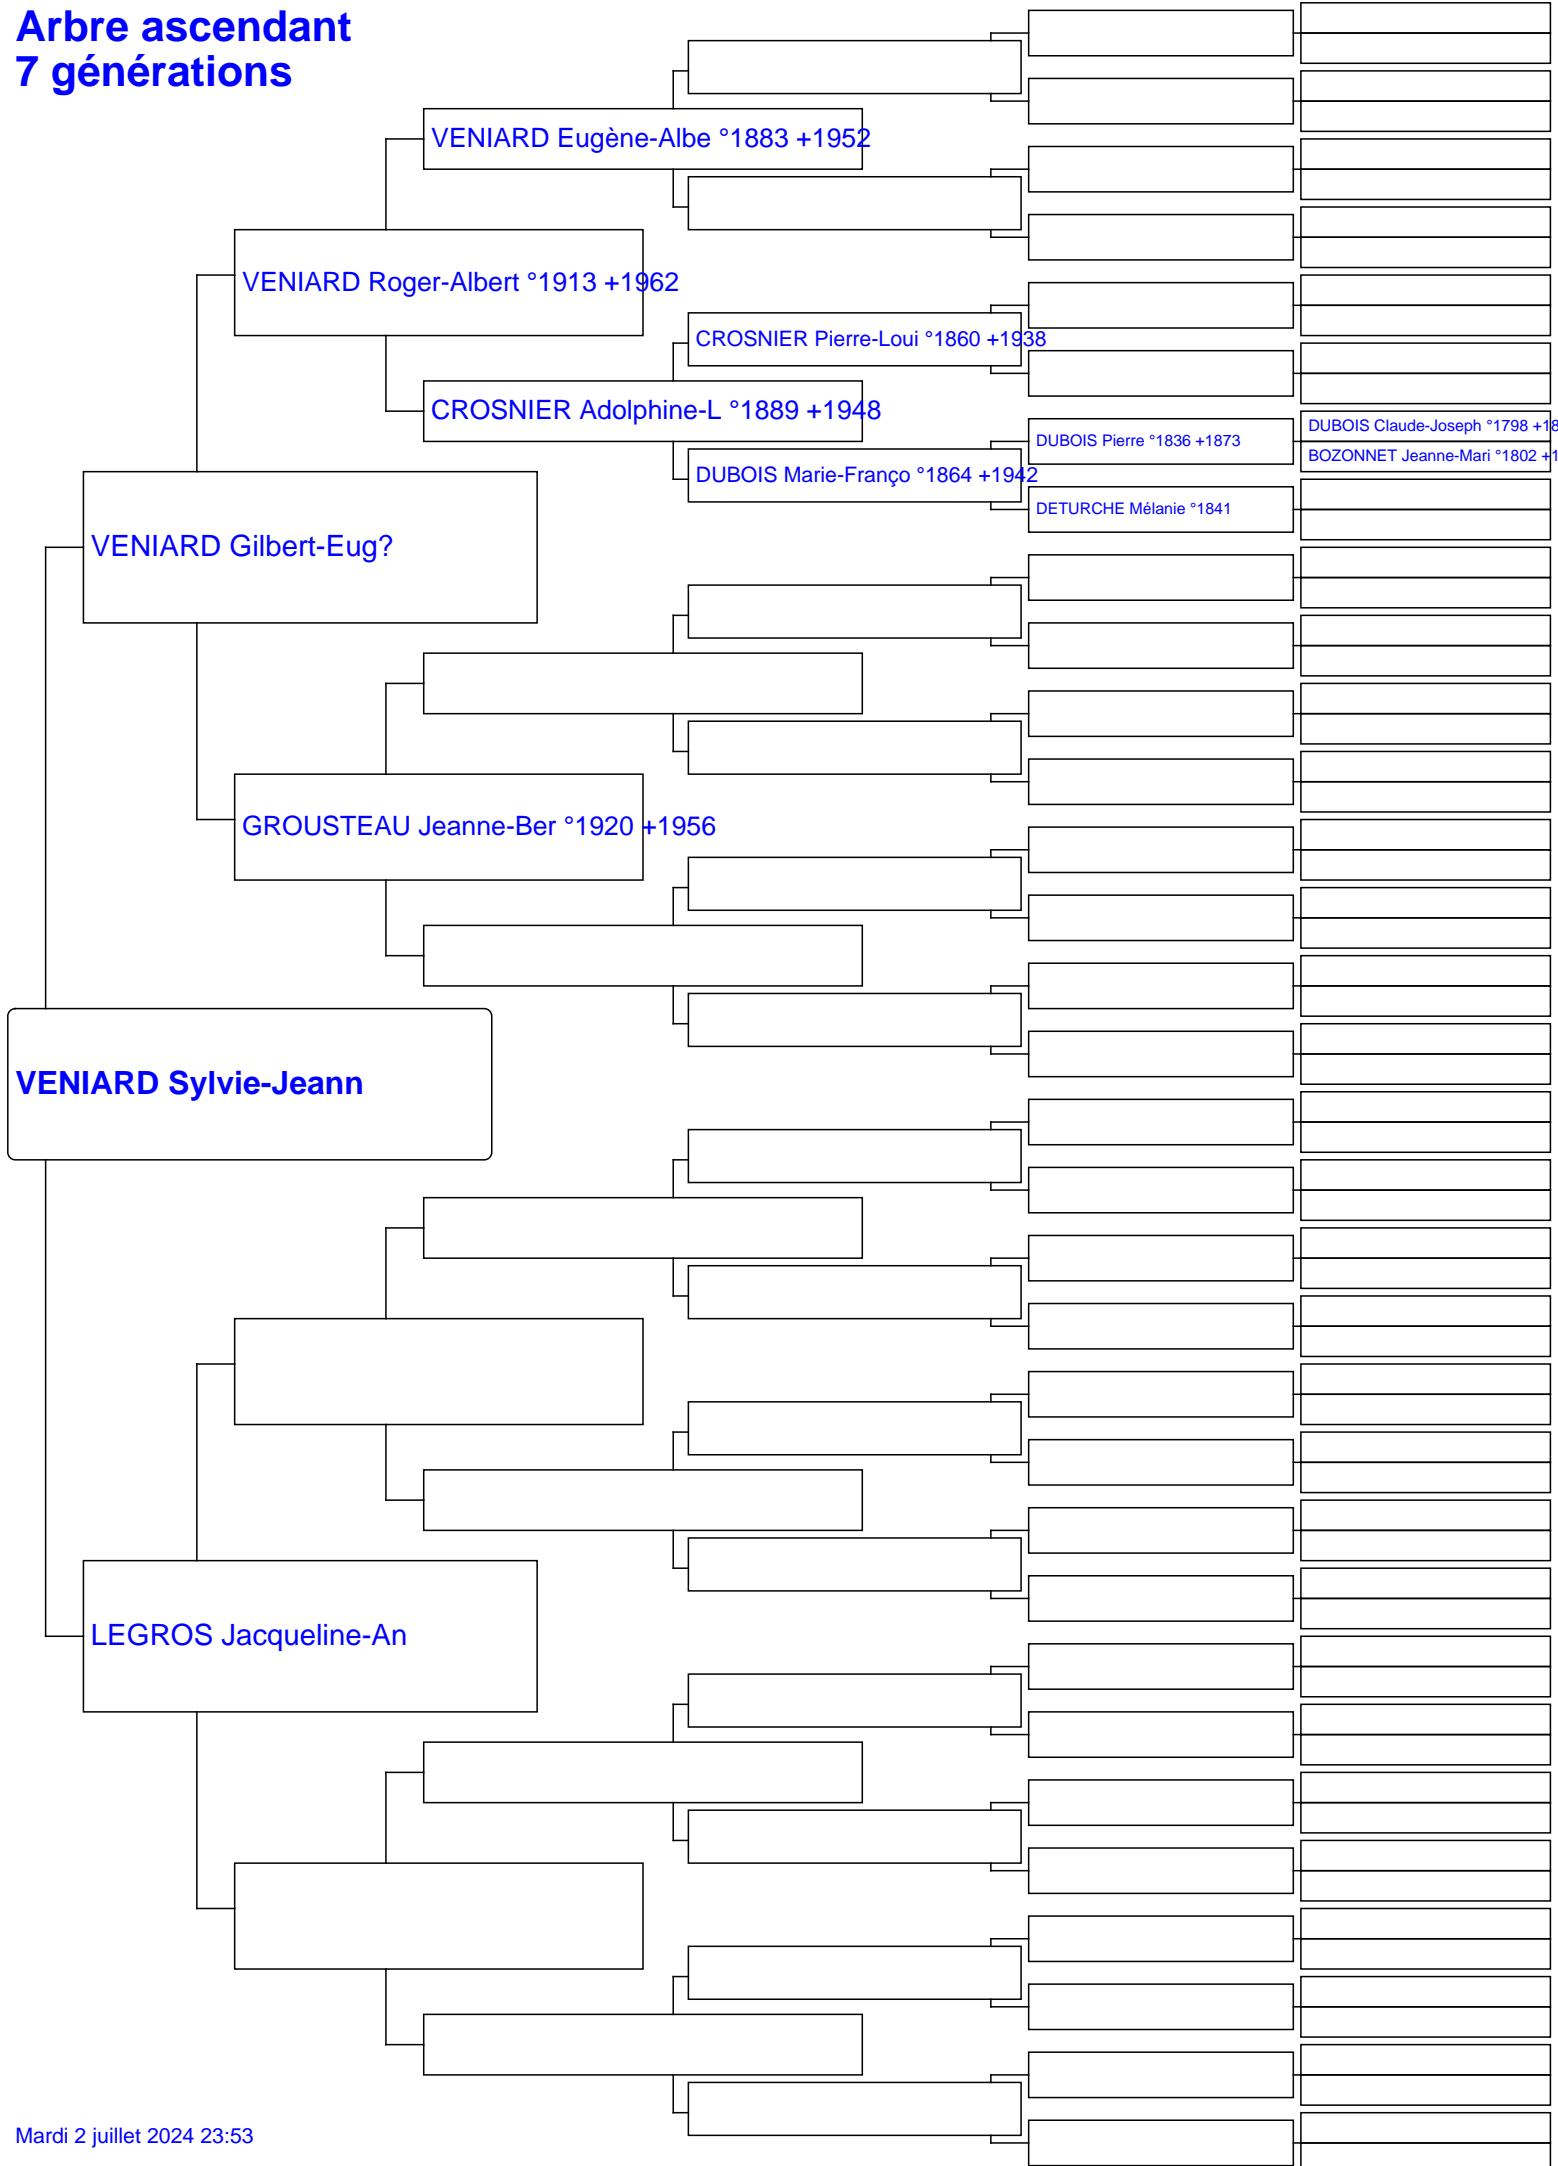 Arbre ascendant
7 générations
VENIARD Eugène-Albe °1883 +1952
VENIARD Roger-Albert °1913 +1962
CROSNIER Pierre-Loui °1860 +1938
CROSNIER Adolphine-L °1889 +1948
DUBOIS Claude-Joseph °1798 +18
DUBOIS Pierre °1836 +1873
BOZONNET Jeanne-Mari °1802 +1
DUBOIS Marie-Franço °1864 +1942
DETURCHE Mélanie °1841
VENIARD Gilbert-Eug?
GROUSTEAU Jeanne-Ber °1920 +1956
VENIARD Sylvie-Jeann
LEGROS Jacqueline-An
Mardi 2 juillet 2024 23:53